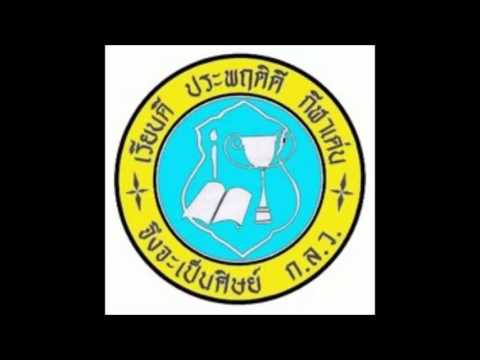 เรียนดี ประพฤติดี กีฬาเด่น
จึงจะเป็นศิษย์ ก.ล.ว.